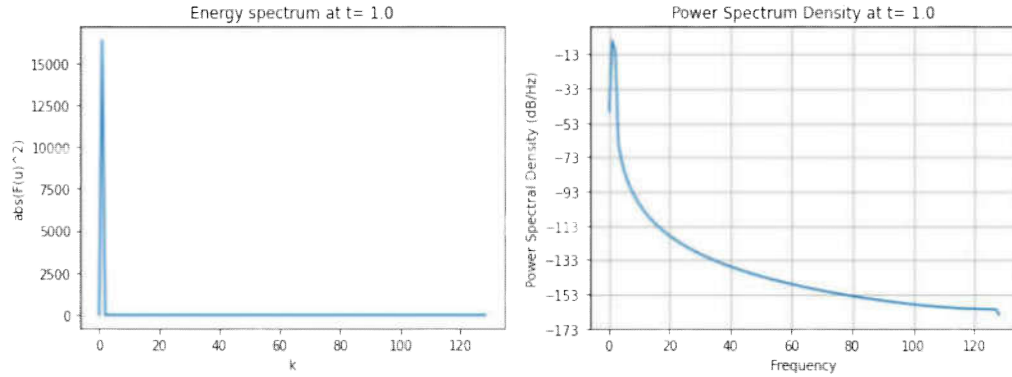 Energy spectrum at t= 1.0
abs(F(u)^2)
15000
12500
10000
7500
5000
2500
0
0 20 40 60 80 100 120
k
Power Spectrum Density at t= 1.0
Power Spectral Density (dB/Hz)
−13
−33
−53
−73
−93
−113
−133
−153
−173
0 20 40 60 80 100 120
Frequency